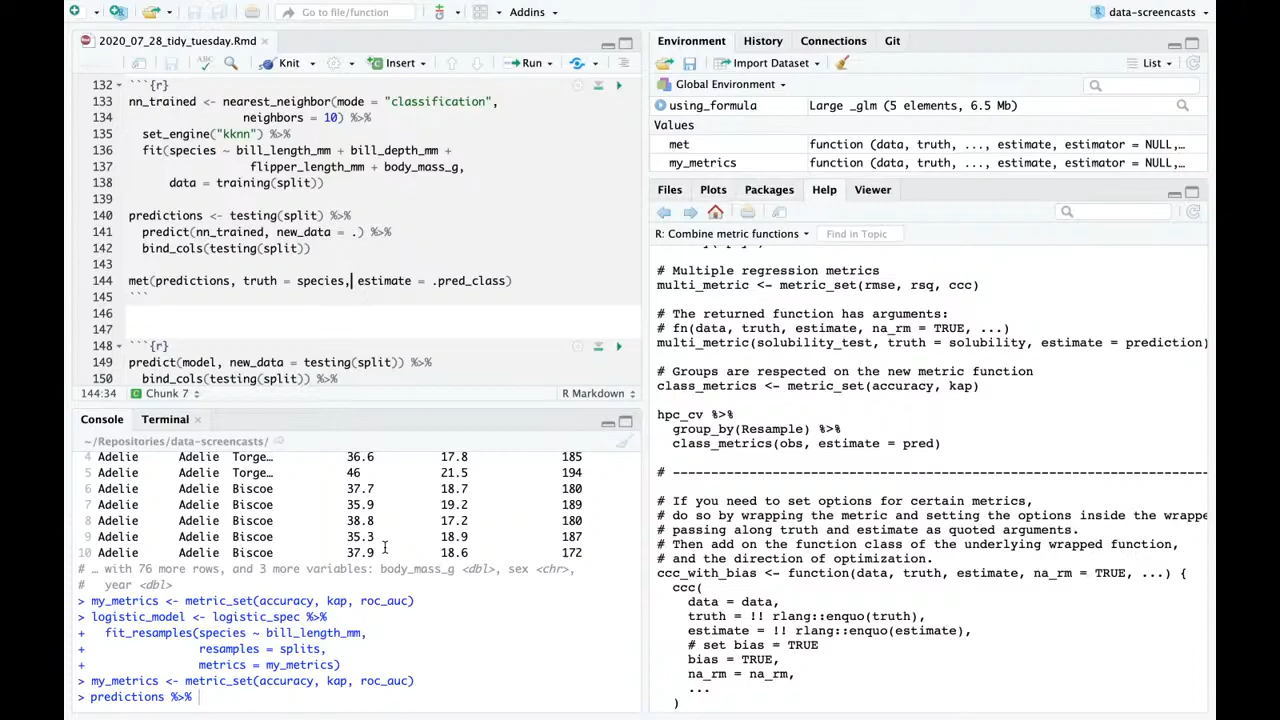 Go to file/function
Addins
data-screencasts
2020_07_28_tidy_tuesday.Rmd
ABC
Knit
Insert
Run
132 ```{r}
133 nn_trained <- nearest_neighbor(mode = "classification",
134 neighbors = 10) %>%
135 set_engine("kknn") %>%
136 fit(species ~ bill_length_mm + bill_depth_mm +
137 flipper_length_mm + body_mass_g,
138 data = training(split))
139
140 predictions <- testing(split) %>%
141 predict(nn_trained, new_data = .) %>%
142 bind_cols(testing(split))
143
144 met(predictions, truth = species, estimate = .pred_class)
145 ```
146
147
148 ```{r}
149 predict(model, new_data = testing(split)) %>%
150 bind_cols(testing(split)) %>%
144:34 Chunk 7 R Markdown
Console Terminal
~/Repositories/data-screencasts/
4 Adelie Adelie Torge… 36.6 17.8 185
5 Adelie Adelie Torge… 46 21.5 194
6 Adelie Adelie Biscoe 37.7 18.7 180
7 Adelie Adelie Biscoe 35.9 19.2 189
8 Adelie Adelie Biscoe 38.8 17.2 180
9 Adelie Adelie Biscoe 35.3 18.9 187
10 Adelie Adelie Biscoe 37.9 18.6 172
# … with 76 more rows, and 3 more variables: body_mass_g <dbl>, sex <chr>,
# year <dbl>
> my_metrics <- metric_set(accuracy, kap, roc_auc)
> logistic_model <- logistic_spec %>%
+ fit_resamples(species ~ bill_length_mm,
+ resamples = splits,
+ metrics = my_metrics)
> my_metrics <- metric_set(accuracy, kap, roc_auc)
> predictions %>%
Environment History Connections Git
Import Dataset List
Global Environment
using_formula Large _glm (5 elements, 6.5 Mb)
Values
met function (data, truth, ..., estimate, estimator = NULL,…
my_metrics function (data, truth, ..., estimate, estimator = NULL,…
Files Plots Packages Help Viewer
R: Combine metric functions Find in Topic
# Multiple regression metrics
multi_metric <- metric_set(rmse, rsq, ccc)
# The returned function has arguments:
# fn(data, truth, estimate, na_rm = TRUE, ...)
multi_metric(solubility_test, truth = solubility, estimate = prediction)
# Groups are respected on the new metric function
class_metrics <- metric_set(accuracy, kap)
hpc_cv %>%
group_by(Resample) %>%
class_metrics(obs, estimate = pred)
# ---------------------------------------------------------------------------
# If you need to set options for certain metrics,
# do so by wrapping the metric and setting the options inside the wrappe
# passing along truth and estimate as quoted arguments.
# Then add on the function class of the underlying wrapped function,
# and the direction of optimization.
ccc_with_bias <- function(data, truth, estimate, na_rm = TRUE, ...) {
ccc(
data = data,
truth = !! rlang::enquo(truth),
estimate = !! rlang::enquo(estimate),
# set bias = TRUE
bias = TRUE,
na_rm = na_rm,
...
)